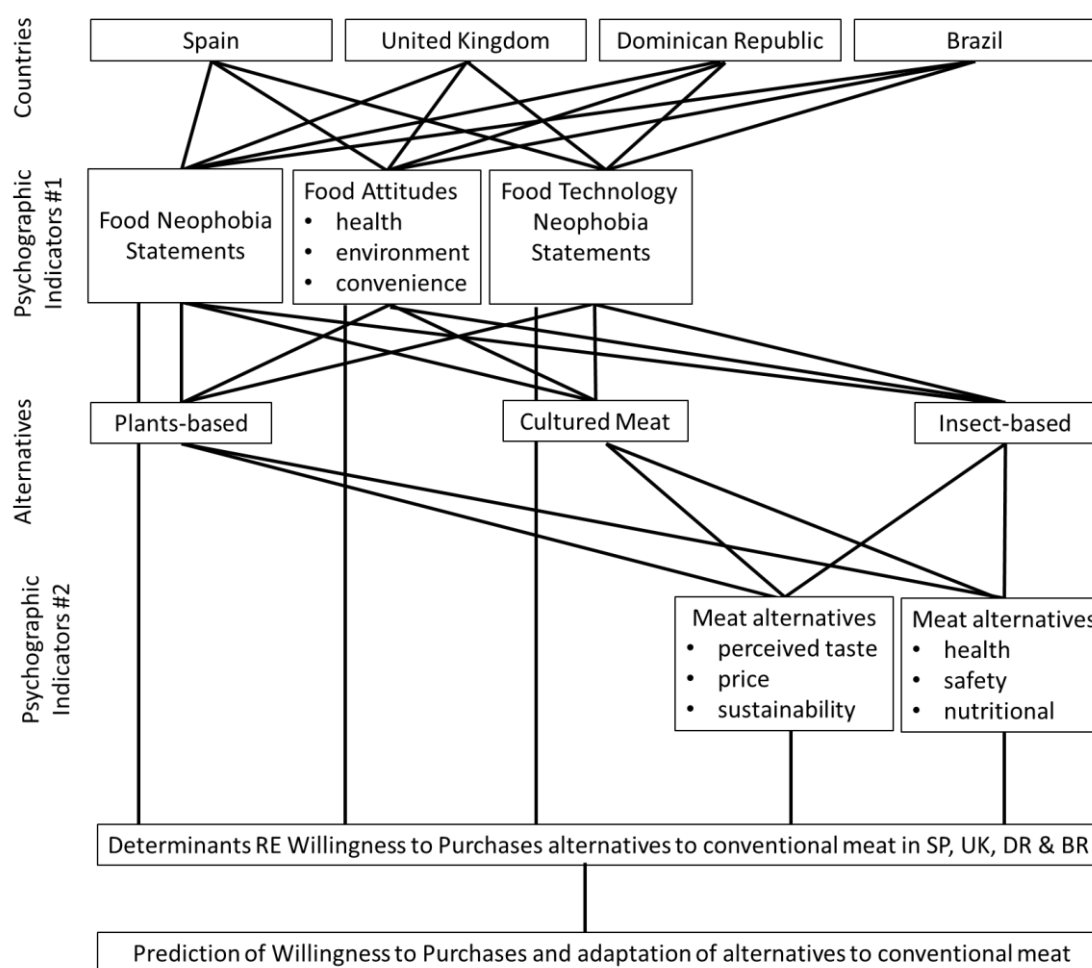 Countries
Spain
United Kingdom
Dominican Republic
Brazil
Psychographic
Indicators #1
Food Neophobia
Statements
Food Attitudes
• health
• environment
• convenience
Food Technology
Neophobia
Statements
Alternatives
Plants-based
Cultured Meat
Insect-based
Psychographic
Indicators #2
Meat alternatives
• perceived taste
• price
• sustainability
Meat alternatives
• health
• safety
• nutritional
Determinants RE Willingness to Purchases alternatives to conventional meat in SP, UK, DR & BR
Prediction of Willingness to Purchases and adaptation of alternatives to conventional meat